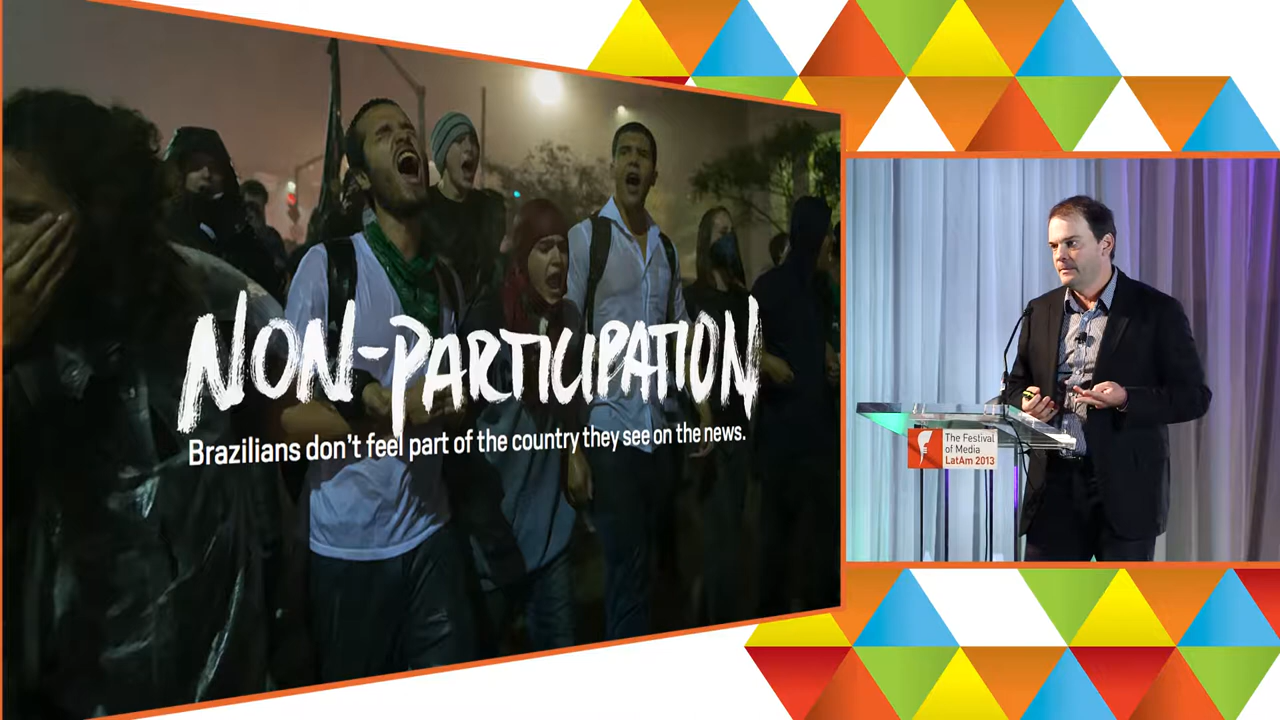 NON-PARTICIPATION
Brazilians don't feel part of the country they see on the news.
The Festival
of Media
LatAm 2013